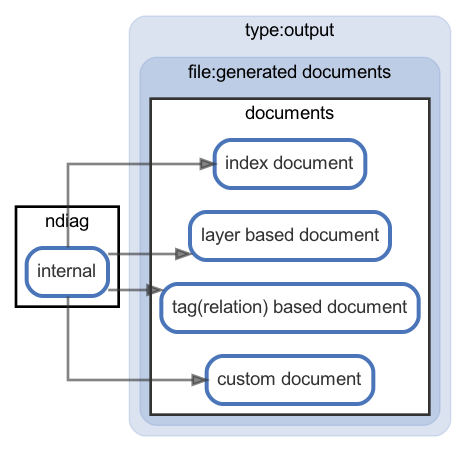 type:output
file:generated documents
documents
index document
ndiag
layer based document
internal
tag(relation) based document
custom document